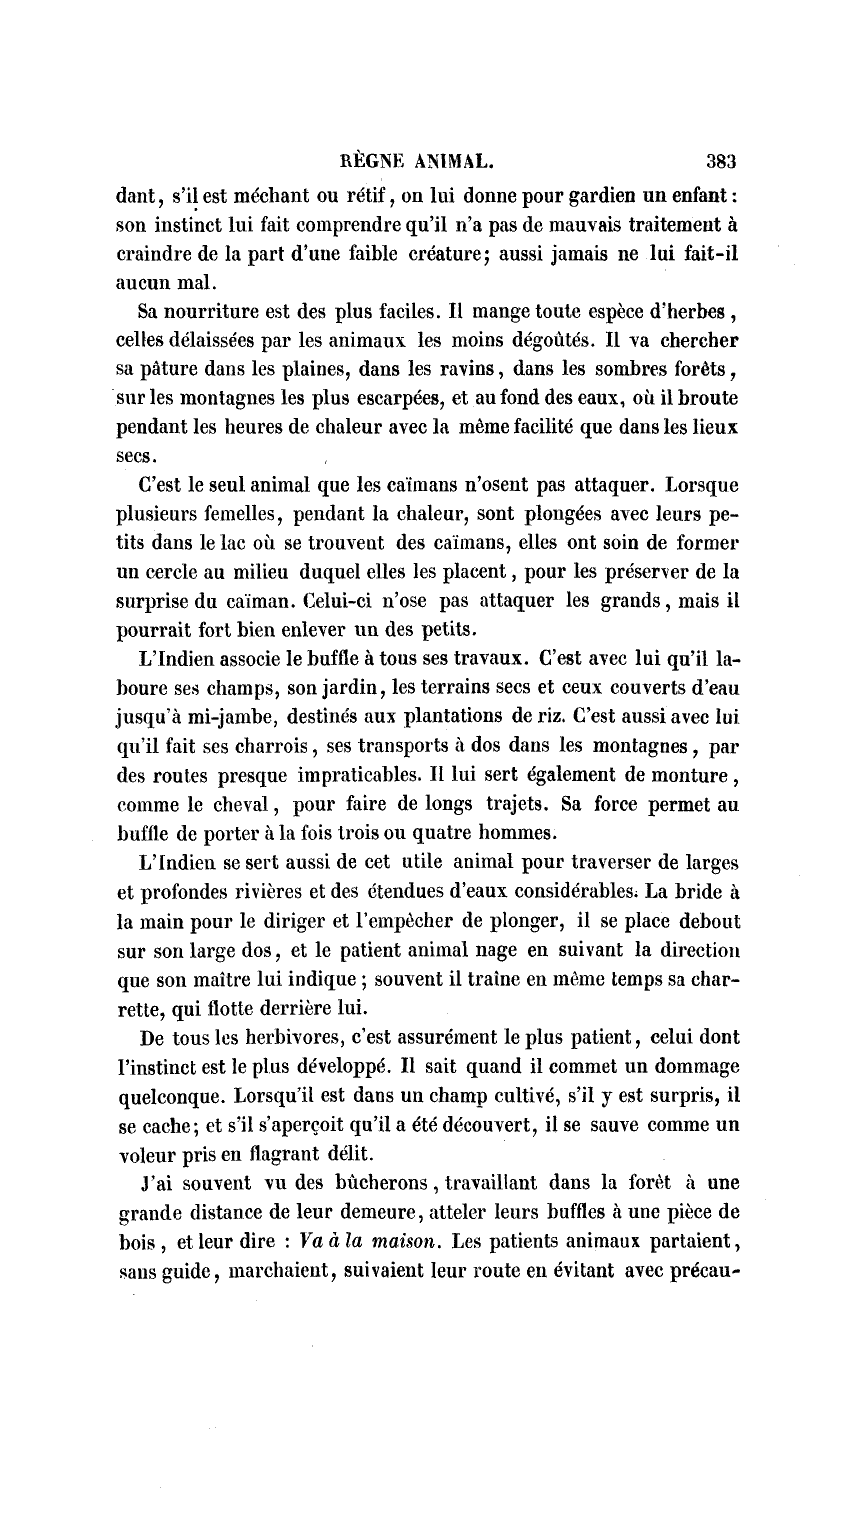 RÈGNE ANIMAL. 383
dant, s'il est méchant ou rétif, on lui donne pour gardien un enfant :
son instinct lui fait comprendre qu'il n'a pas de mauvais traitement à
craindre de la part d'une faible créature; aussi jamais ne lui fait-il
aucun mal.
Sa nourriture est des plus faciles. Il mange toute espèce d'herbes,
celles délaissées par les animaux les moins dégoûtés. Il va chercher
sa pâture dans les plaines, dans les ravins, dans les sombres forêts,
sur les montagnes les plus escarpées, et au fond des eaux, où il broute
pendant les heures de chaleur avec la même facilité que dans les lieux
secs.
C'est le seul animal que les caïmans n'osent pas attaquer. Lorsque
plusieurs femelles, pendant la chaleur, sont plongées avec leurs pe-
tits dans le lac où se trouvent des caïmans, elles ont soin de former
un cercle au milieu duquel elles les placent, pour les préserver de la
surprise du caïman. Celui-ci n'ose pas attaquer les grands, mais il
pourrait fort bien enlever un des petits.
L'Indien associe le buffle à tous ses travaux. C'est avec lui qu'il la-
boure ses champs, son jardin, les terrains secs et ceux couverts d'eau
jusqu'à mi-jambe, destinés aux plantations de riz. C'est aussi avec lui
qu'il fait ses charrois, ses transports à dos dans les montagnes, par
des routes presque impraticables. Il lui sert également de monture,
comme le cheval, pour faire de longs trajets. Sa force permet au
buffle de porter à la fois trois ou quatre hommes.
L'Indien se sert aussi de cet utile animal pour traverser de larges
et profondes rivières et des étendues d'eaux considérables. La bride à
la main pour le diriger et l'empêcher de plonger, il se place debout
sur son large dos, et le patient animal nage en suivant la direction
que son maître lui indique; souvent il traîne en même temps sa char-
rette, qui flotte derrière lui.
De tous les herbivores, c'est assurément le plus patient, celui dont
l'instinct est le plus développé. Il sait quand il commet un dommage
quelconque. Lorsqu'il est dans un champ cultivé, s'il y est surpris, il
se cache; et s'il s'aperçoit qu'il a été découvert, il se sauve comme un
voleur pris en flagrant délit.
J'ai souvent vu des bûcherons, travaillant dans la forêt à une
grande distance de leur demeure, atteler leurs buffles à une pièce de
bois, et leur dire : Va à la maison. Les patients animaux partaient,
sans guide, marchaient, suivaient leur route en évitant avec précau-